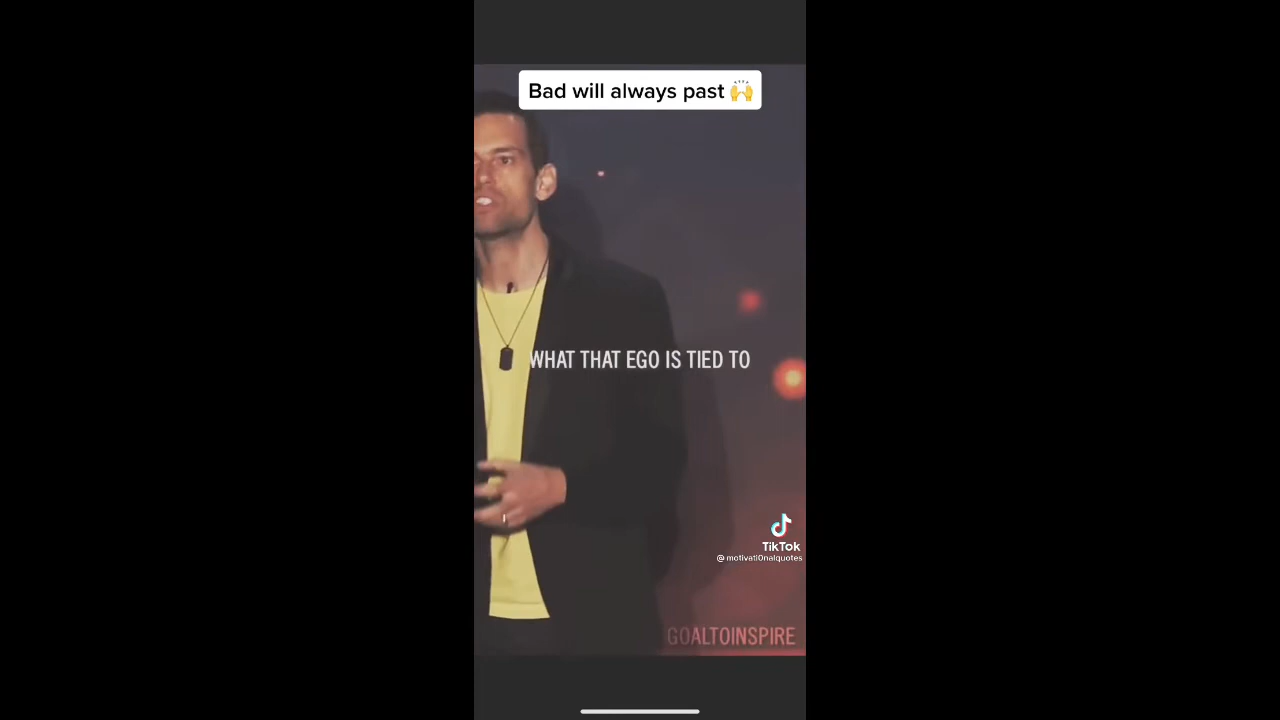 Bad will always past 🙌
WHAT THAT EGO IS TIED TO
TikTok
@motivati0nalquotes
GOALTOINSPIRE